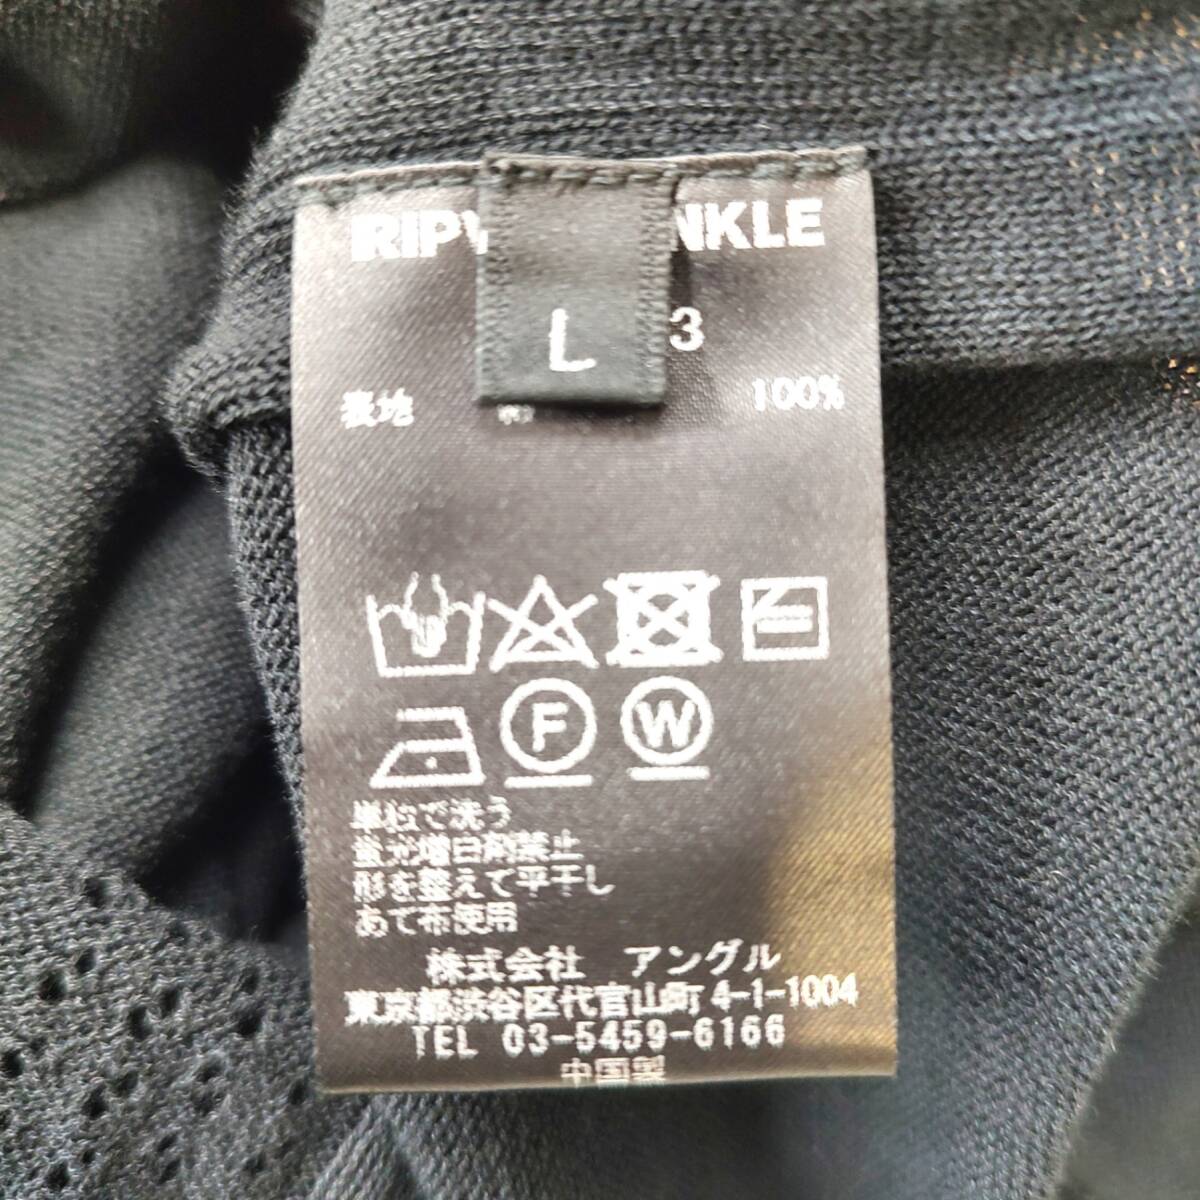 RIPV NKLE
L 3
表地 100%
F W
単独で洗う
蛍光増白剤禁止
形を整えて平干し
あて布使用
株式会社 アングル
東京都渋谷区代官山町4-1-1004
TEL 03-5459-6166
中国製